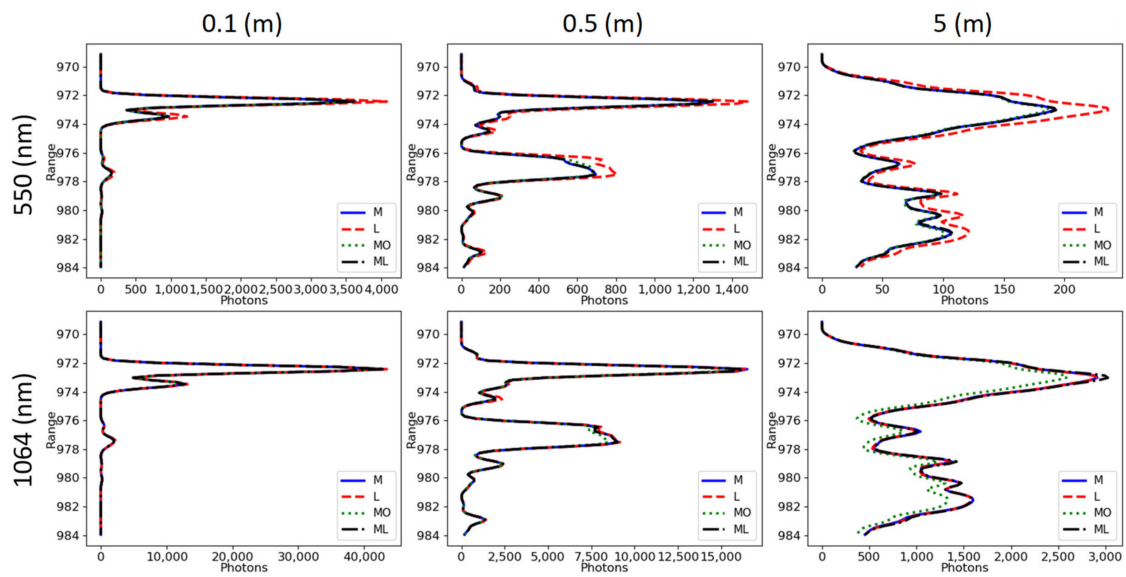 0.1 (m) 0.5 (m) 5 (m)
550 (nm)
Range
970
972
974
976
978
980
982
984
M
L
MO
ML
0 500 1,000 1,500 2,000 2,500 3,000 3,500 4,000
Photons
Range
970
972
974
976
978
980
982
984
M
L
MO
ML
0 200 400 600 800 1,000 1,200 1,400
Photons
Range
970
972
974
976
978
980
982
984
M
L
MO
ML
0 50 100 150 200
Photons
1064 (nm)
Range
970
972
974
976
978
980
982
984
M
L
MO
ML
0 10,000 20,000 30,000 40,000
Photons
Range
970
972
974
976
978
980
982
984
M
L
MO
ML
0 2,500 5,000 7,500 10,000 12,500 15,000
Photons
Range
970
972
974
976
978
980
982
984
M
L
MO
ML
0 500 1,000 1,500 2,000 2,500 3,000
Photons